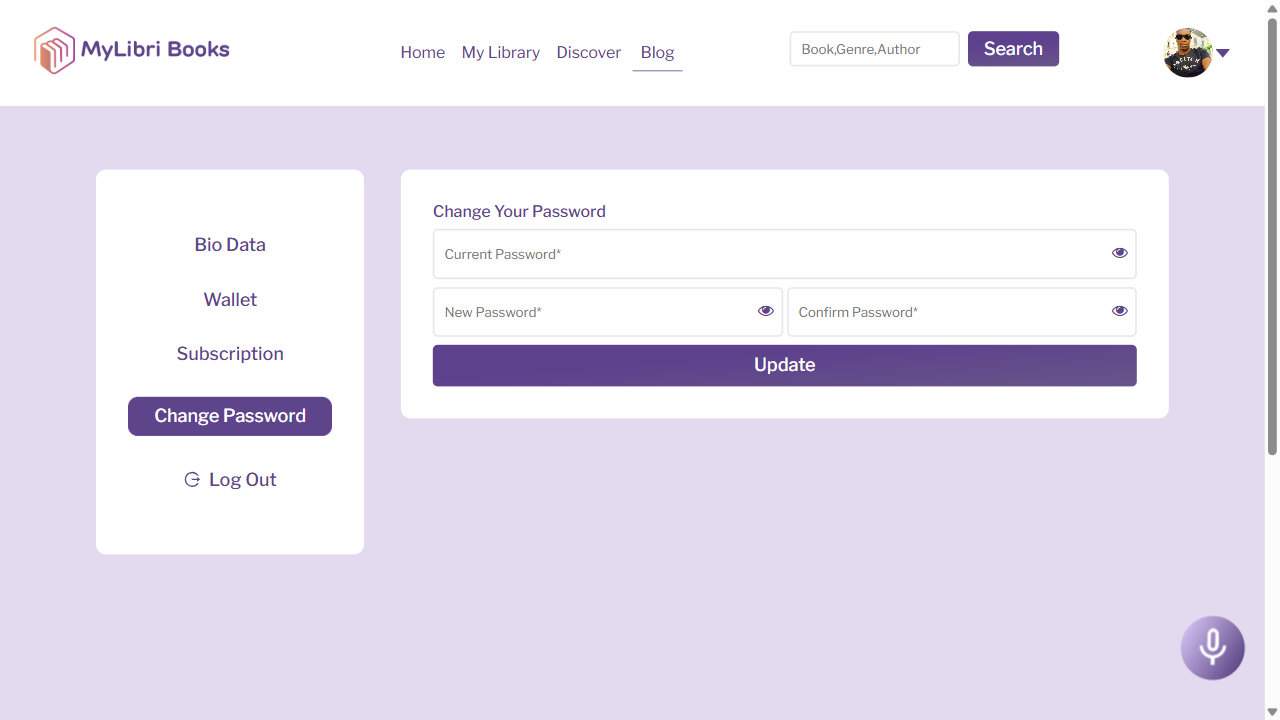 MyLibri Books
Home
My Library
Discover
Blog
Book,Genre,Author
Search
Bio Data
Wallet
Subscription
Change Password
Log Out
Change Your Password
Current Password*
New Password*
Confirm Password*
Update